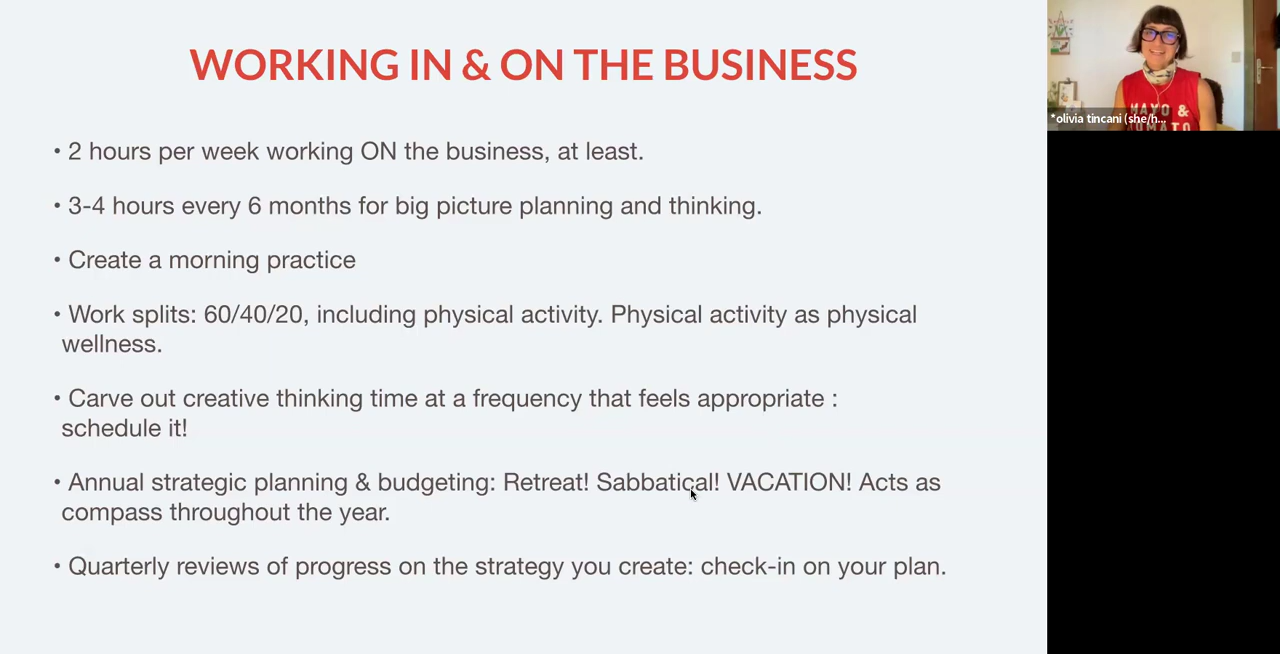 WORKING IN & ON THE BUSINESS
• 2 hours per week working ON the business, at least.
• 3-4 hours every 6 months for big picture planning and thinking.
• Create a morning practice
• Work splits: 60/40/20, including physical activity. Physical activity as physical
wellness.
• Carve out creative thinking time at a frequency that feels appropriate :
schedule it!
• Annual strategic planning & budgeting: Retreat! Sabbatical! VACATION! Acts as
compass throughout the year.
• Quarterly reviews of progress on the strategy you create: check-in on your plan.
MAYO &
TOMATO
*olivia tincani (she/h...